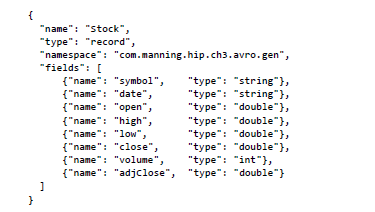 {
  "name": "Stock",
  "type": "record",
  "namespace": "com.manning.hip.ch3.avro.gen",
  "fields": [
      {"name": "symbol",    "type": "string"},
      {"name": "date",      "type": "string"},
      {"name": "open",      "type": "double"},
      {"name": "high",      "type": "double"},
      {"name": "low",       "type": "double"},
      {"name": "close",     "type": "double"},
      {"name": "volume",    "type": "int"},
      {"name": "adjClose",  "type": "double"}
  ]
}